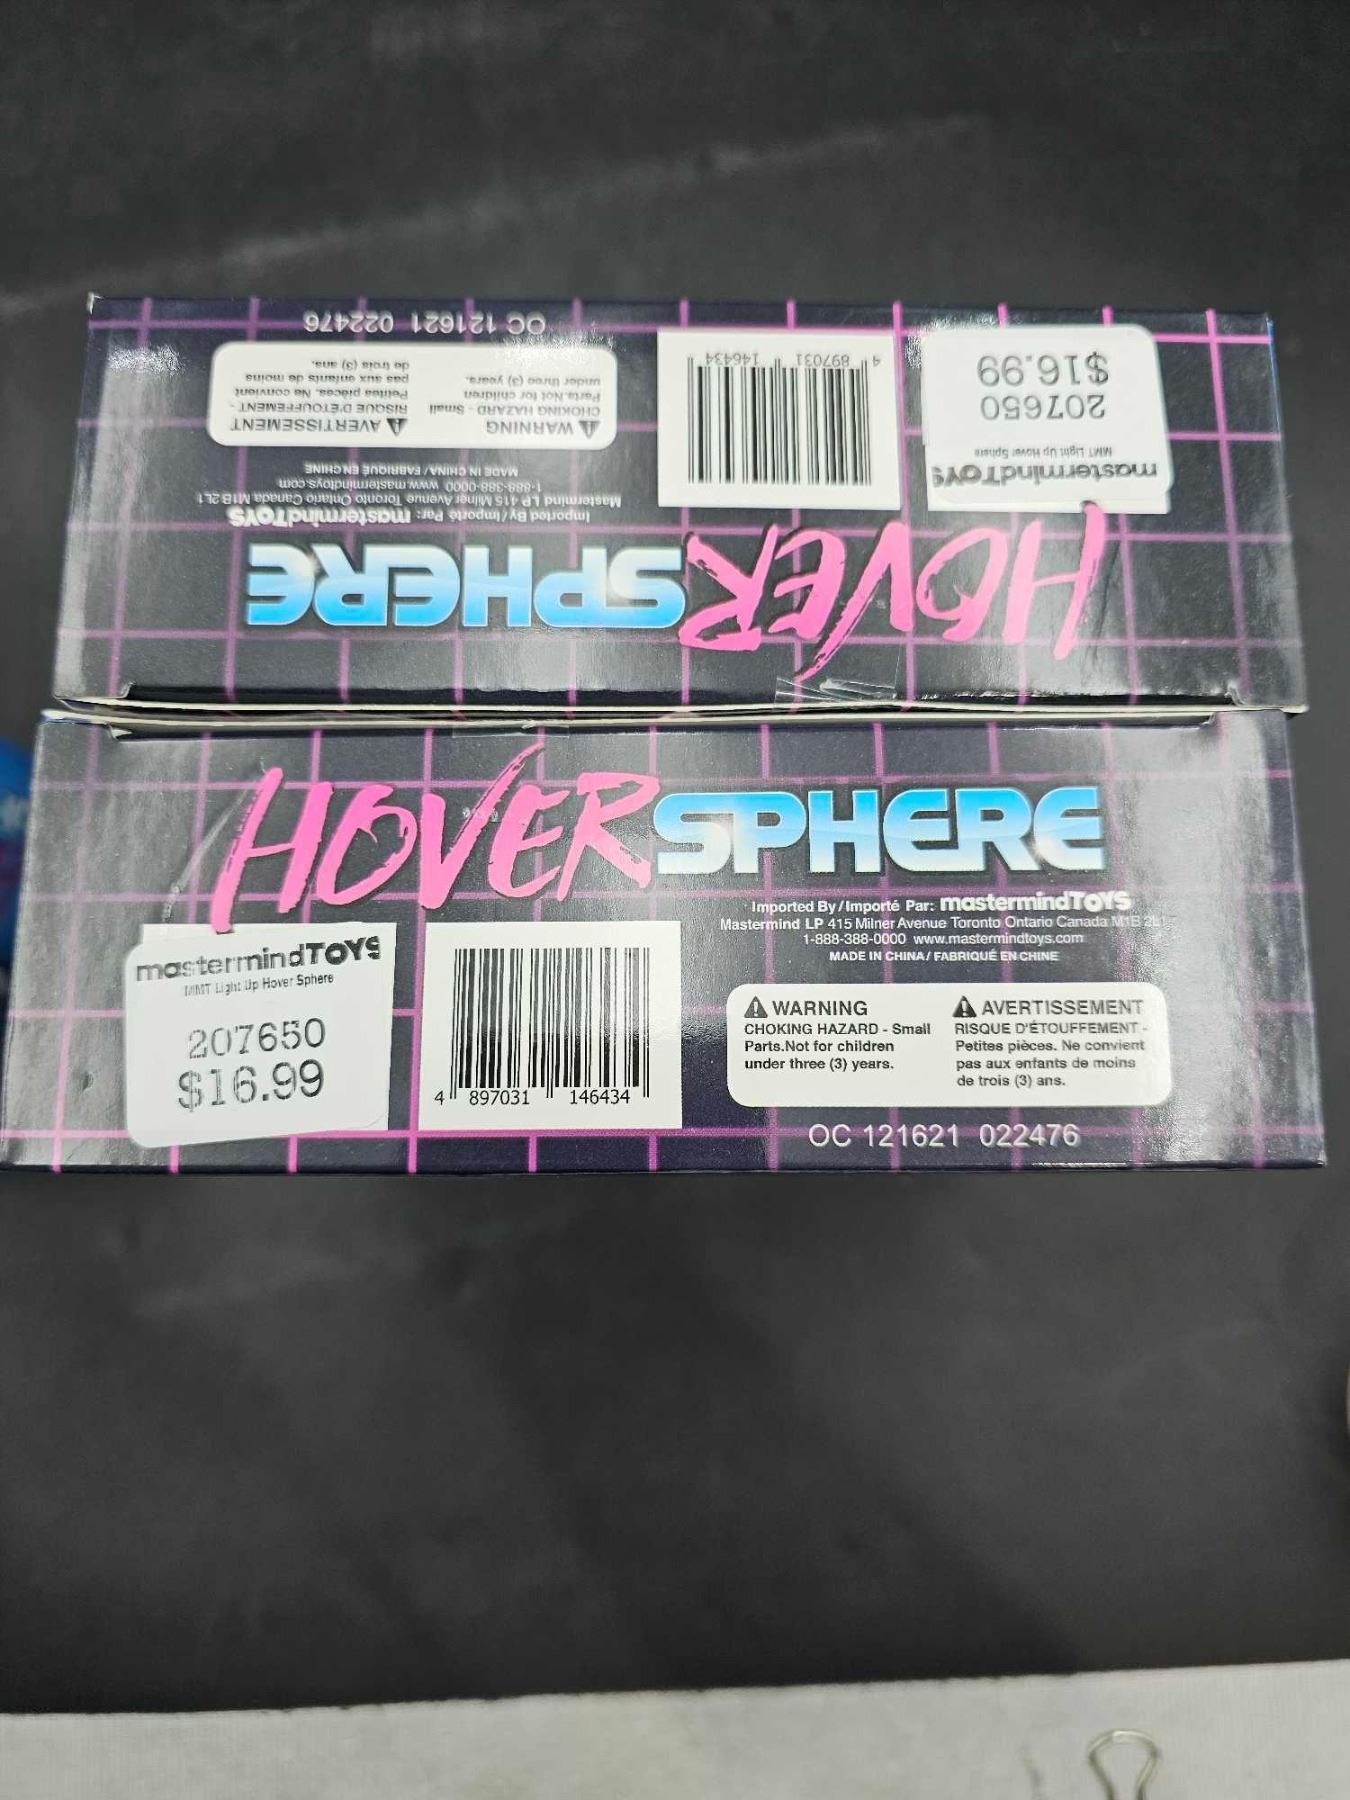 OC 121621 022476
WARNING
CHOKING HAZARD - Small
Parts.Not for children
under three (3) years.
AVERTISSEMENT
RISQUE D'ÉTOUFFEMENT -
Petites pièces. Ne convient
pas aux enfants de moins
de trois (3) ans.
4 897031 146434
$16.99
207650
MMT Light Up Hover Sphere
mastermindTOYS
Imported By/Importé Par: mastermindTOYS
Mastermind LP 415 Milner Avenue Toronto Ontario Canada M1B 2L1
1-888-388-0000 www.mastermindtoys.com
MADE IN CHINA/FABRIQUÉ EN CHINE
HOVERSPHERE
HOVERSPHERE
Imported By/Importé Par: mastermindTOYS
Mastermind LP 415 Milner Avenue Toronto Ontario Canada M1B 2L1
1-888-388-0000 www.mastermindtoys.com
MADE IN CHINA/FABRIQUÉ EN CHINE
mastermindTOYS
MMT Light Up Hover Sphere
207650
$16.99
4 897031 146434
WARNING
CHOKING HAZARD - Small
Parts.Not for children
under three (3) years.
AVERTISSEMENT
RISQUE D'ÉTOUFFEMENT -
Petites pièces. Ne convient
pas aux enfants de moins
de trois (3) ans.
OC 121621 022476